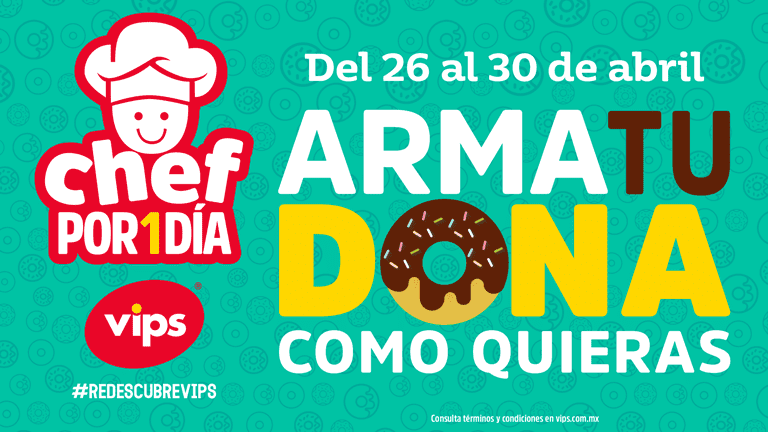 chef
POR1DÍA
vips®
#REDESCUBREVIPS
Del 26 al 30 de abril
ARMATU
DONA
COMO QUIERAS
Consulta términos y condiciones en vips.com.mx